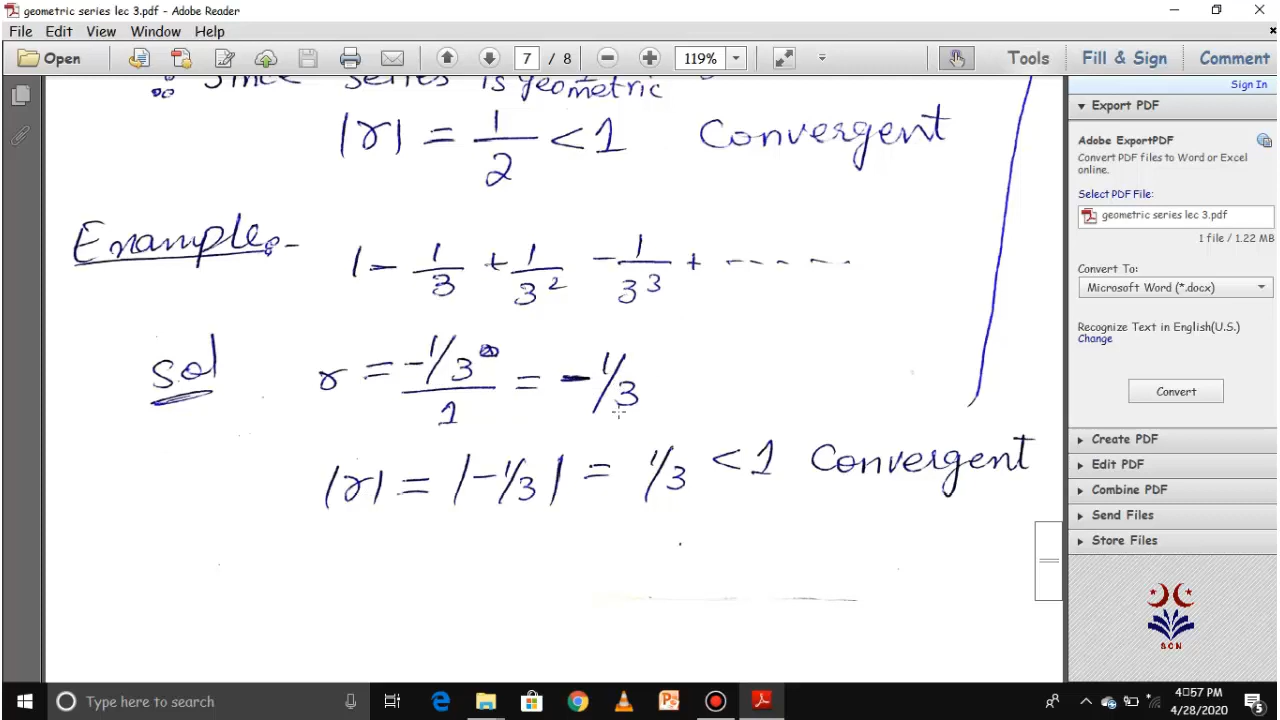 geometric series lec 3.pdf - Adobe Reader
File Edit View Window Help
Open 7 / 8 119% Tools Fill & Sign Comment
Sign In
Since series is geometric
|r| = 1/2 < 1 Convergent
Example:-
1 - 1/3 + 1/3² - 1/3³ + ---- --
Sol r = -1/3 / 1 = -1/3
|r| = |-1/3| = 1/3 < 1 Convergent
Export PDF
Adobe ExportPDF
Convert PDF files to Word or Excel
online.
Select PDF File:
geometric series lec 3.pdf
1 file / 1.22 MB
Convert To:
Microsoft Word (*.docx)
Recognize Text in English(U.S.)
Change
Convert
Create PDF
Edit PDF
Combine PDF
Send Files
Store Files
SCN
Type here to search
4:57 PM
4/28/2020
5